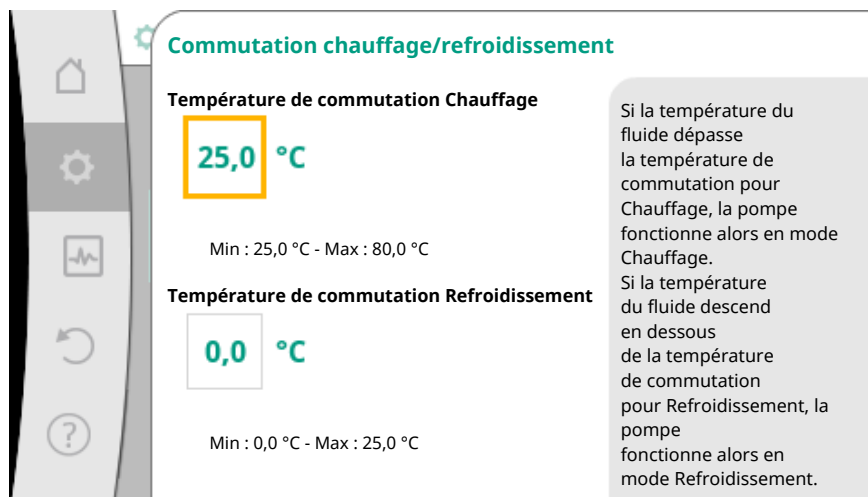 Commutation chauffage/refroidissement
Température de commutation Chauffage
25,0 °C
Min : 25,0 °C - Max : 80,0 °C
Température de commutation Refroidissement
0,0 °C
Min : 0,0 °C - Max : 25,0 °C
Si la température du
fluide dépasse
la température de
commutation pour
Chauffage, la pompe
fonctionne alors en mode
Chauffage.
Si la température
du fluide descend
en dessous
de la température
de commutation
pour Refroidissement, la
pompe
fonctionne alors en
mode Refroidissement.
?